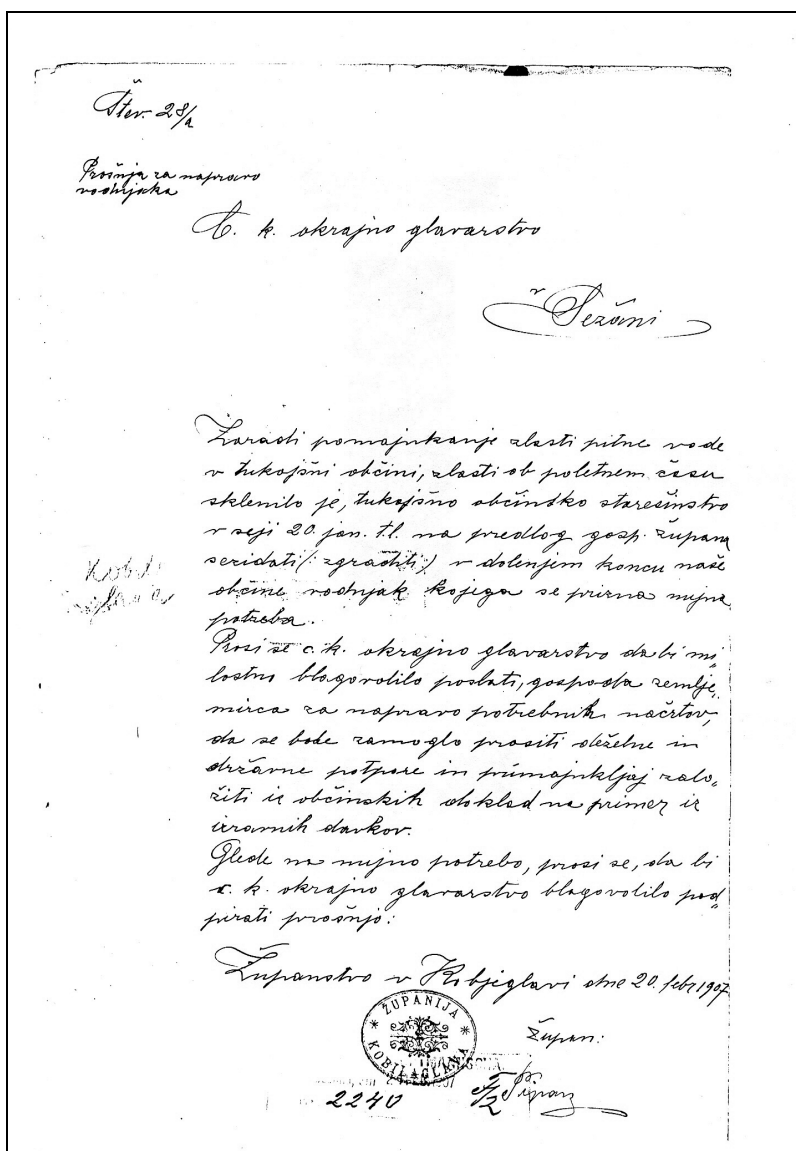 Štev. 28/a
Prošnja za napravo
vodnjaka
C. k. okrajno glavarstvo
v Sežani
Zaradi pomajnkanje zlasti pitne vode
v tukajšni občini, zlasti ob poletnem času
sklenilo je, tukajšno občinsko starešinstvo
v seji 20. jan. t.l. na predlog gosp. župana
sezidati (zgraditi) v dolenjem koncu naše
občine vodnjak kojega se prizna nujna
potreba.
Prosi se c. k. okrajno glavarstvo da bi mi„
lostno blagovolilo poslati, gospoda zemlje„
mirca za napravo potrebnih načrtov,
da se bode zamoglo prositi deželne in
državne potpore in primajnkljaj zalo„
žiti iz občinskih doklad na primer iz
izravnih davkov.
Glede na nujno potrebo, prosi se, da bi
c. k. okrajno glavarstvo blagovolilo pod„
pirati prošnjo:
Županstvo v Kobjeglavi dne 20. febr. 1907
ŽUPANIJA
KOBILAGLAVA
Župan:
2240